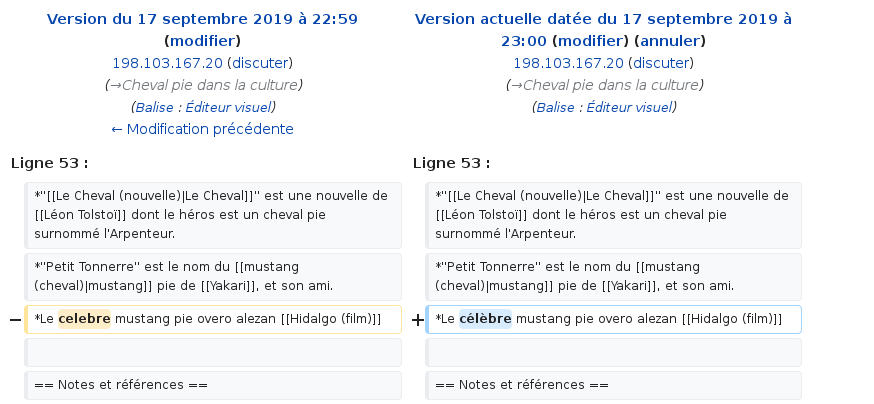 Version du 17 septembre 2019 à 22:59
(modifier)
198.103.167.20 (discuter)
(→Cheval pie dans la culture)
(Balise : Éditeur visuel)
← Modification précédente
Version actuelle datée du 17 septembre 2019 à
23:00 (modifier) (annuler)
198.103.167.20 (discuter)
(→Cheval pie dans la culture)
(Balise : Éditeur visuel)
Ligne 53 :
*''[[Le Cheval (nouvelle)|Le Cheval]]'' est une nouvelle de
[[Léon Tolstoï]] dont le héros est un cheval pie
surnommé l'Arpenteur.
*''Petit Tonnerre'' est le nom du [[mustang
(cheval)|mustang]] pie de [[Yakari]], et son ami.
− *Le celebre mustang pie overo alezan [[Hidalgo (film)]]
== Notes et références ==
Ligne 53 :
*''[[Le Cheval (nouvelle)|Le Cheval]]'' est une nouvelle de
[[Léon Tolstoï]] dont le héros est un cheval pie
surnommé l'Arpenteur.
*''Petit Tonnerre'' est le nom du [[mustang
(cheval)|mustang]] pie de [[Yakari]], et son ami.
+ *Le célèbre mustang pie overo alezan [[Hidalgo (film)]]
== Notes et références ==